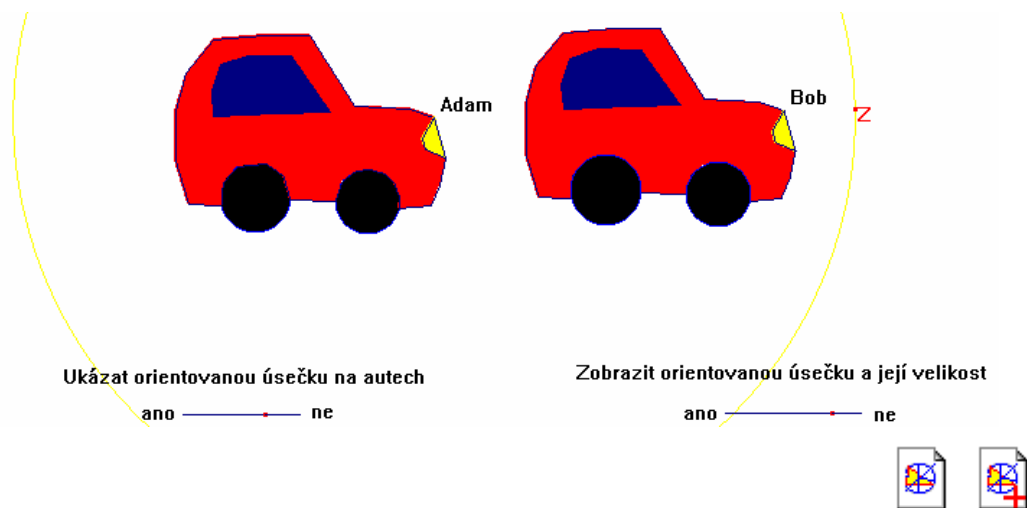 Adam
Bob
Z
Ukázat orientovanou úsečku na autech
ano ne
Zobrazit orientovanou úsečku a její velikost
ano ne